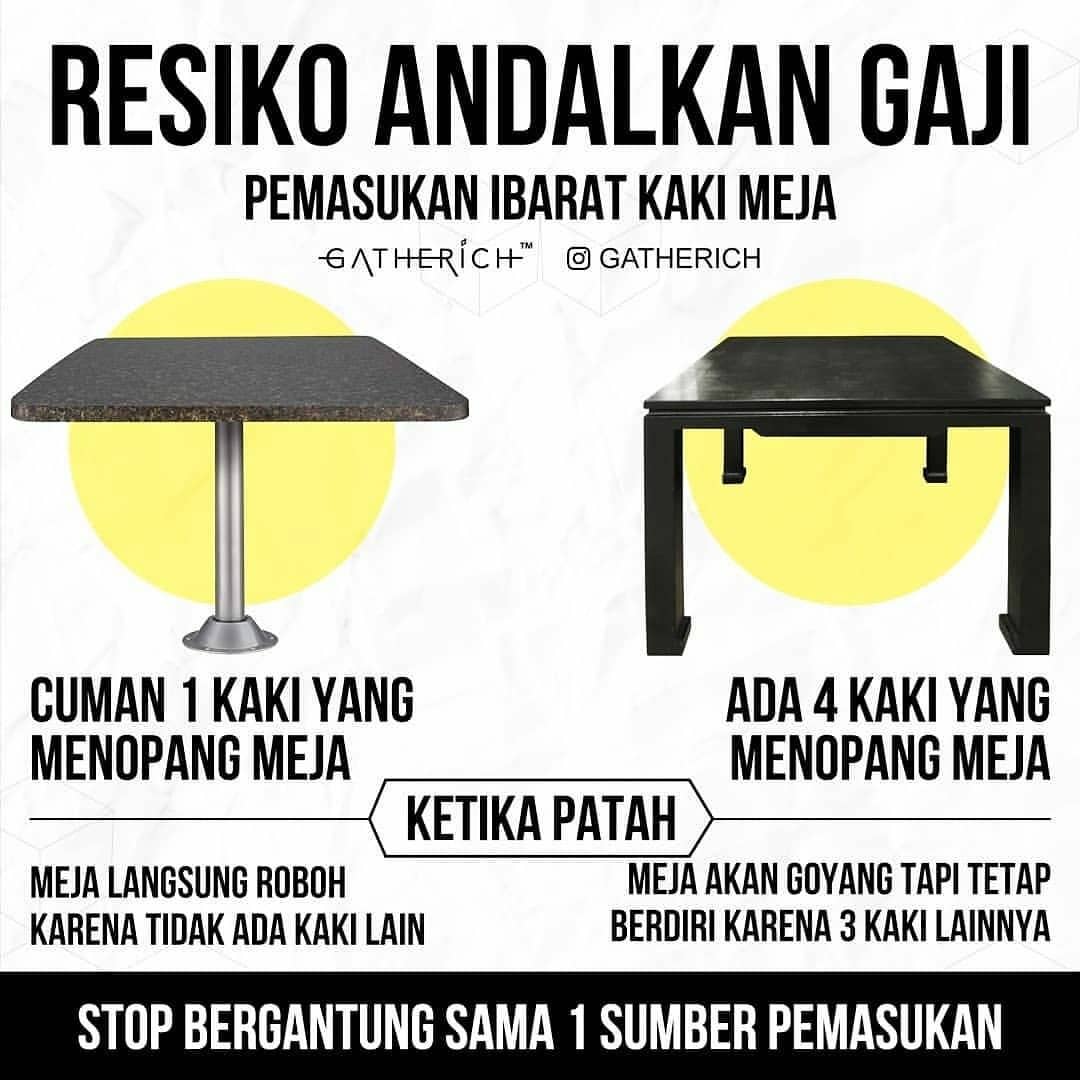 RESIKO ANDALKAN GAJI
PEMASUKAN IBARAT KAKI MEJA
GATHERICH™ GATHERICH
CUMAN 1 KAKI YANG
MENOPANG MEJA
ADA 4 KAKI YANG
MENOPANG MEJA
KETIKA PATAH
MEJA LANGSUNG ROBOH
KARENA TIDAK ADA KAKI LAIN
MEJA AKAN GOYANG TAPI TETAP
BERDIRI KARENA 3 KAKI LAINNYA
STOP BERGANTUNG SAMA 1 SUMBER PEMASUKAN